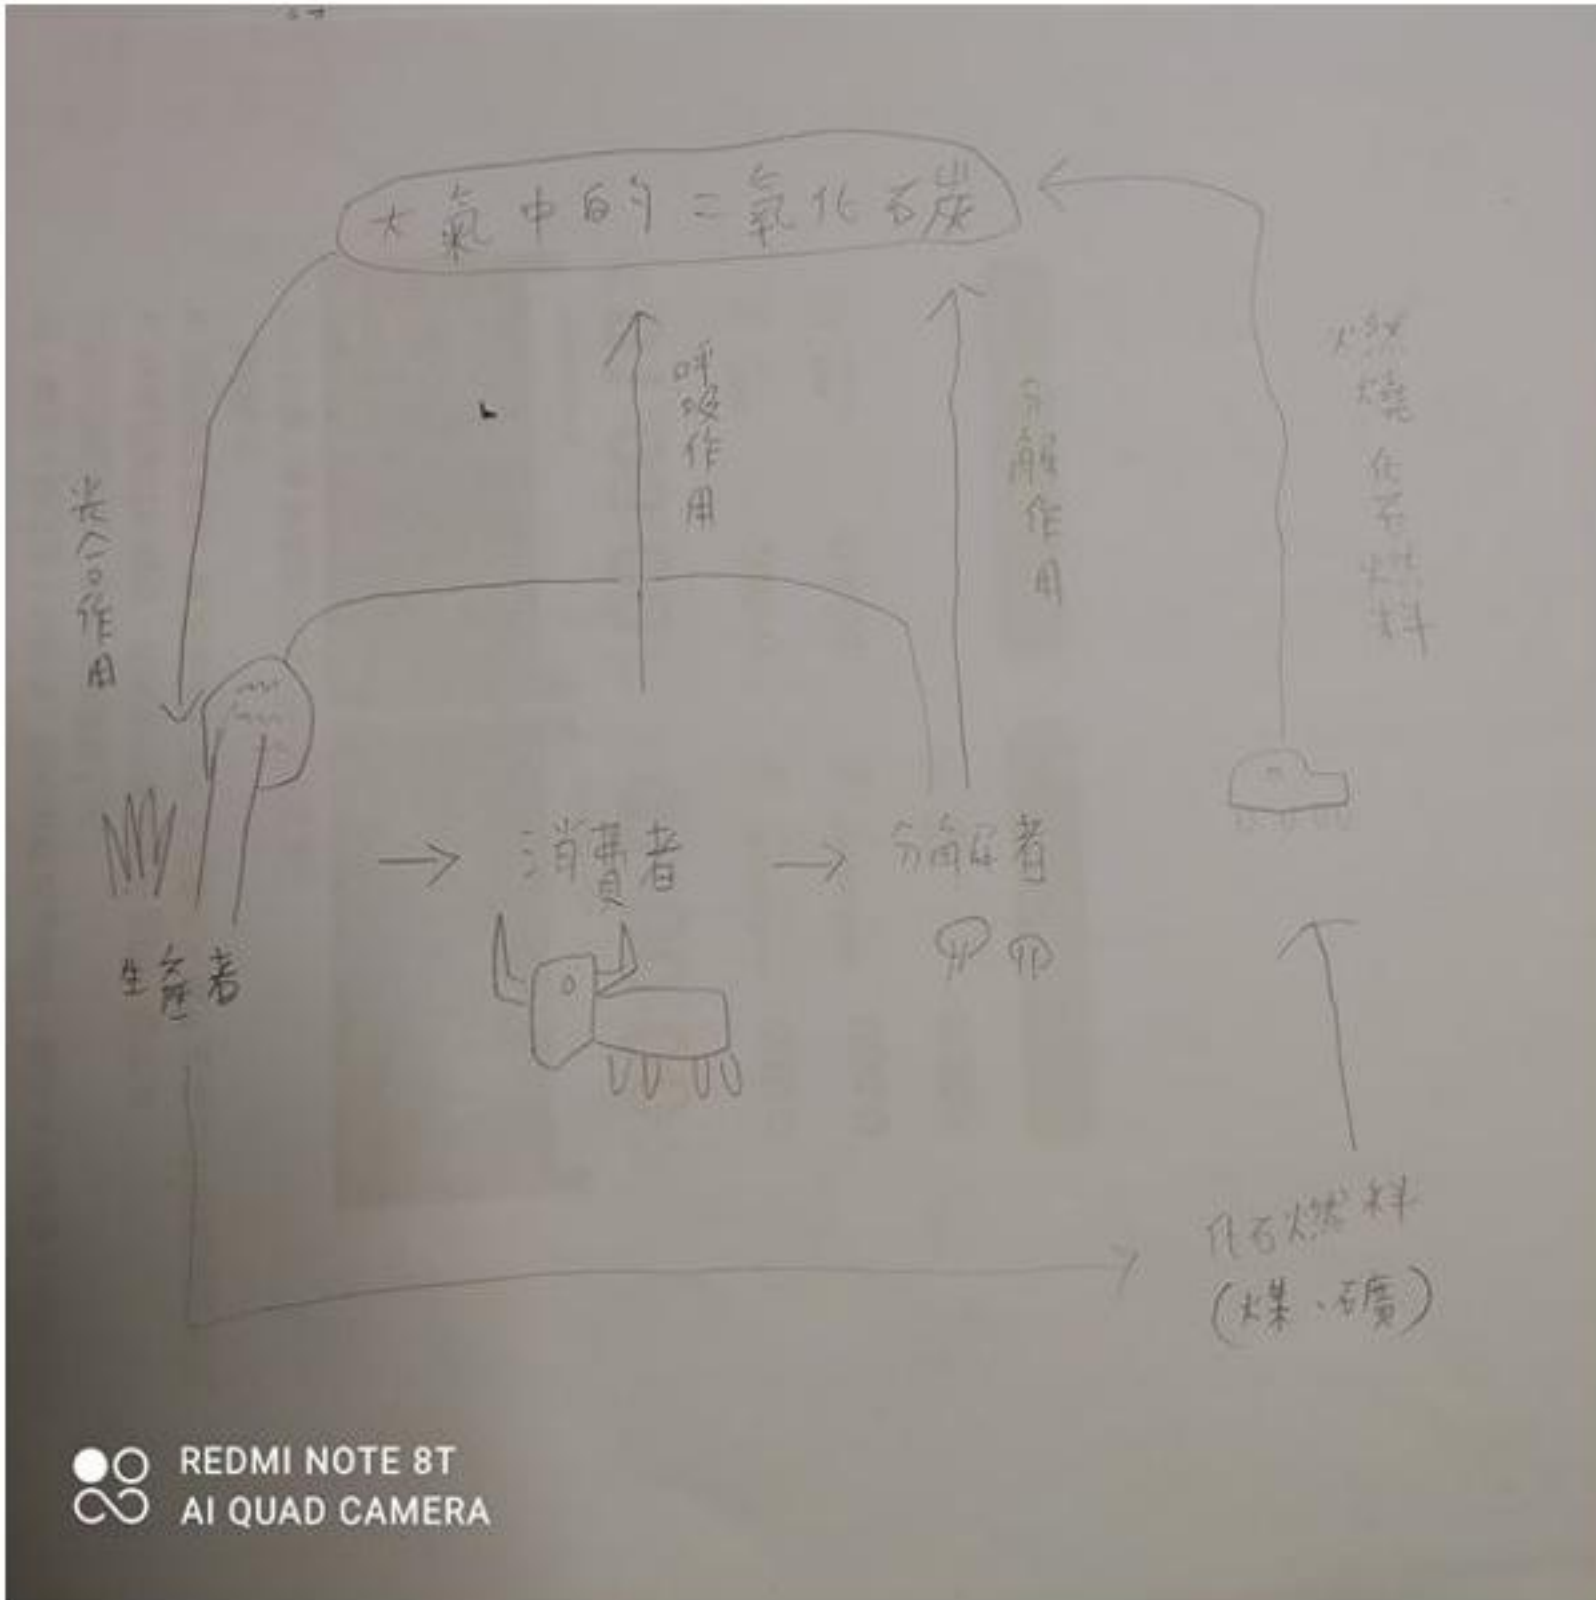 大氣中的二氧化碳
光合作用
呼吸作用
分解作用
燃燒化石燃料
消費者
分解者
生產者
化石燃料
(煤、礦)
REDMI NOTE 8T
AI QUAD CAMERA